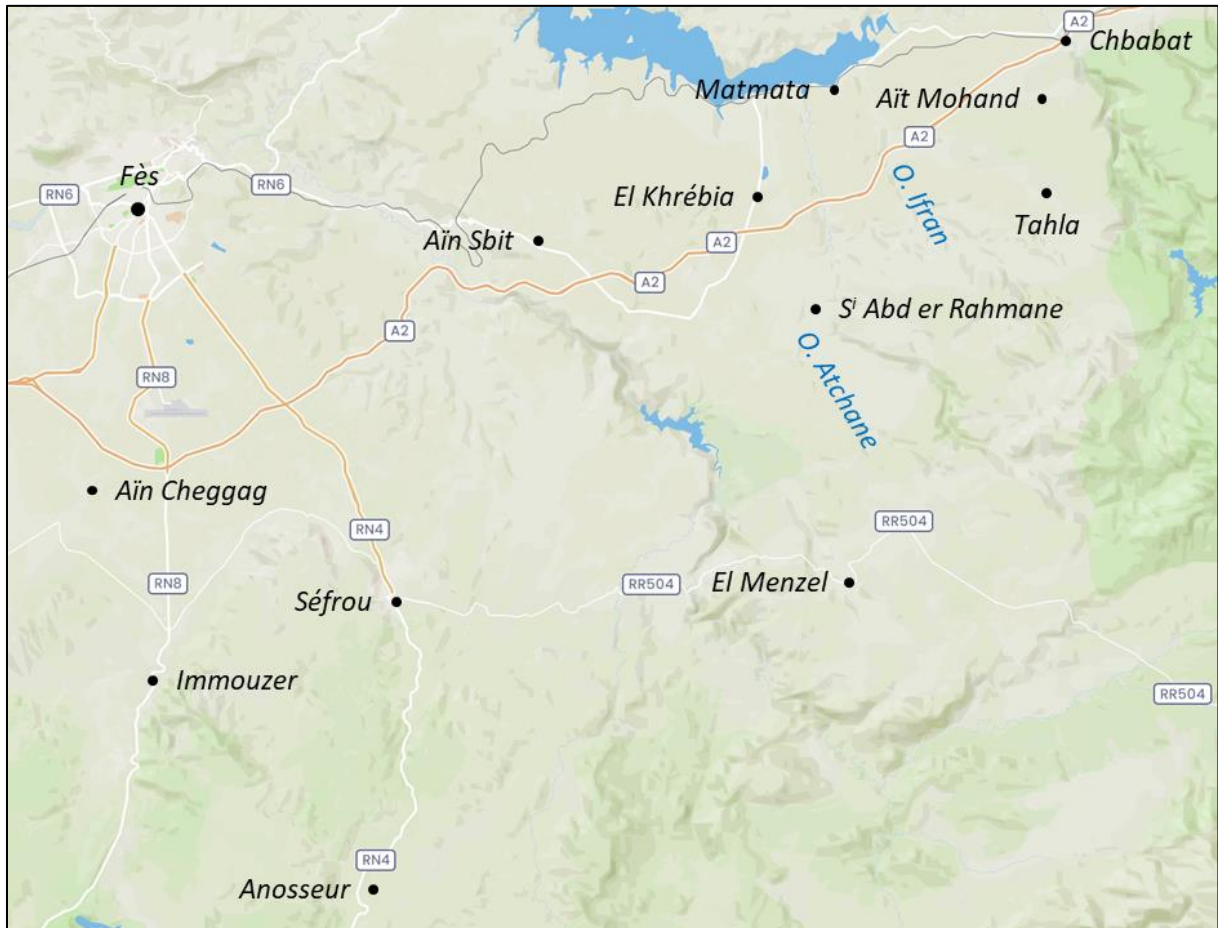 A2
Chbabat
Matmata
Aït Mohand
A2
Fès
RN6
RN6
O. Ifran
El Khrébia
Tahla
Aïn Sbit
A2
A2
Sⁱ Abd er Rahmane
A2
O. Atchane
RN8
Aïn Cheggag
RN4
RR504
RN8
Séfrou
RR504
El Menzel
Immouzer
RR504
RN4
Anosseur